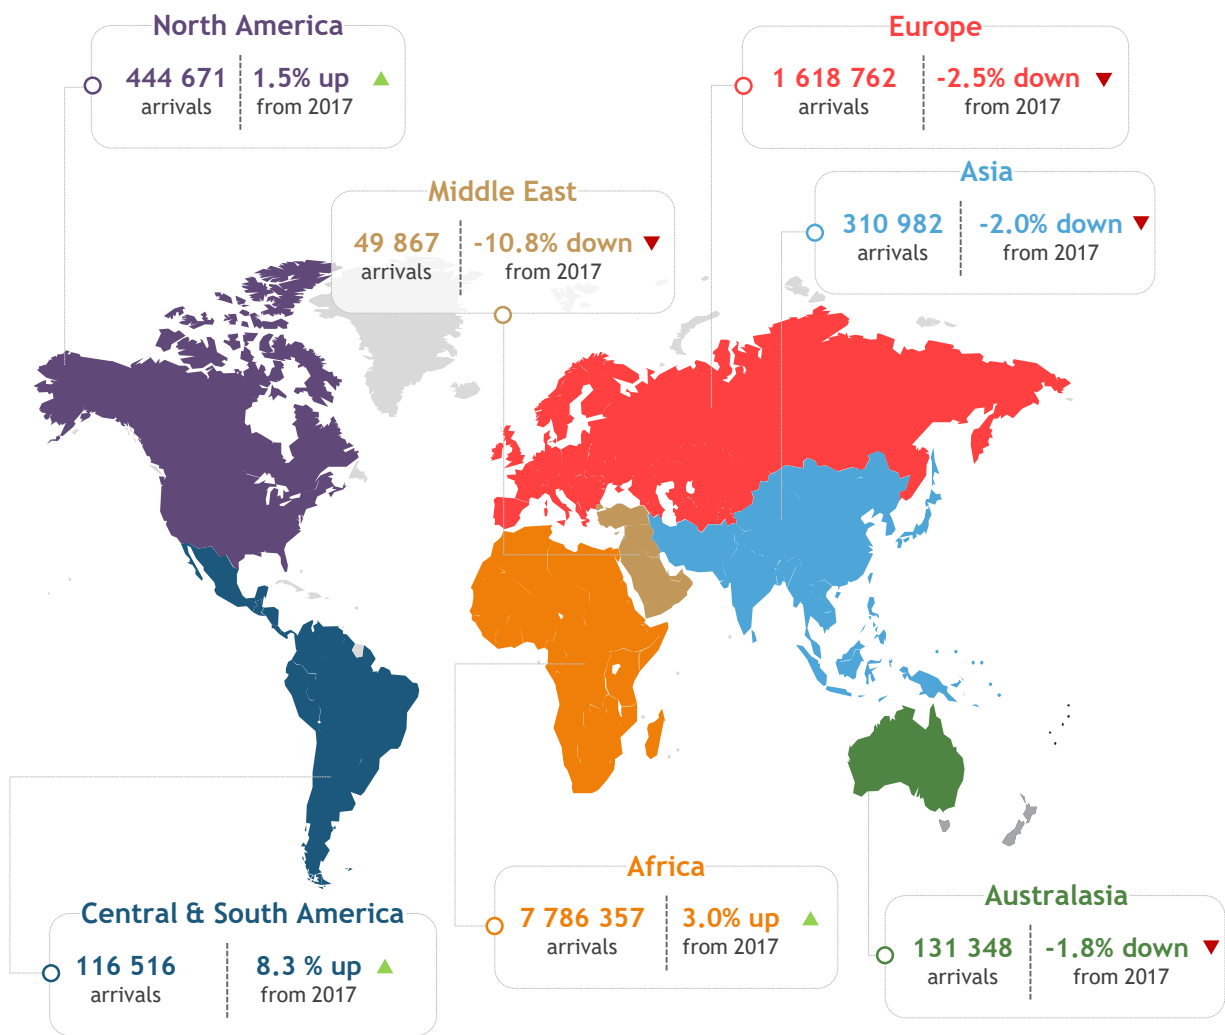 North America
444 671
arrivals
1.5% up
from 2017
Europe
1 618 762
arrivals
-2.5% down
from 2017
Middle East
49 867
arrivals
-10.8% down
from 2017
Asia
310 982
arrivals
-2.0% down
from 2017
Central & South America
116 516
arrivals
8.3 % up
from 2017
Africa
7 786 357
arrivals
3.0% up
from 2017
Australasia
131 348
arrivals
-1.8% down
from 2017